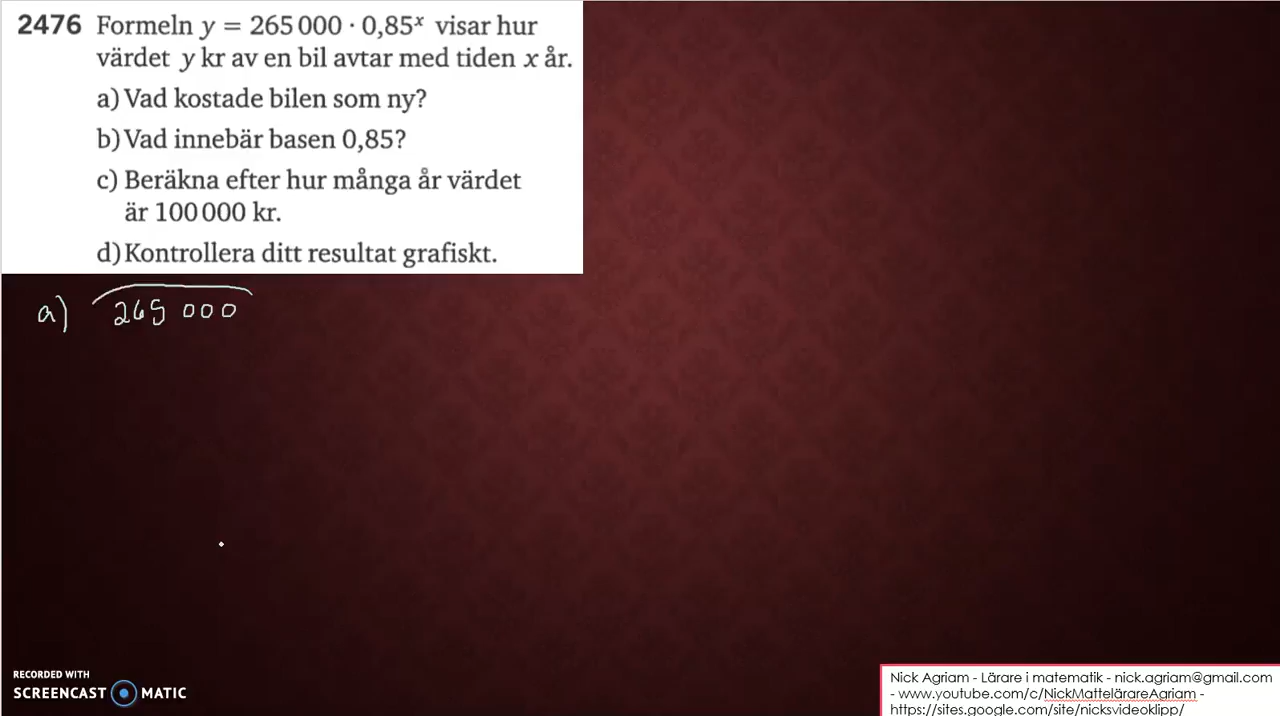 2476 Formeln y = 265 000 · 0,85ˣ visar hur
värdet y kr av en bil avtar med tiden x år.
a) Vad kostade bilen som ny?
b) Vad innebär basen 0,85?
c) Beräkna efter hur många år värdet
är 100 000 kr.
d) Kontrollera ditt resultat grafiskt.
a) 265 000
RECORDED WITH
SCREENCAST MATIC
Nick Agriam - Lärare i matematik - nick.agriam@gmail.com
- www.youtube.com/c/NickMattelärareAgriam -
https://sites.google.com/site/nicksvideoklipp/